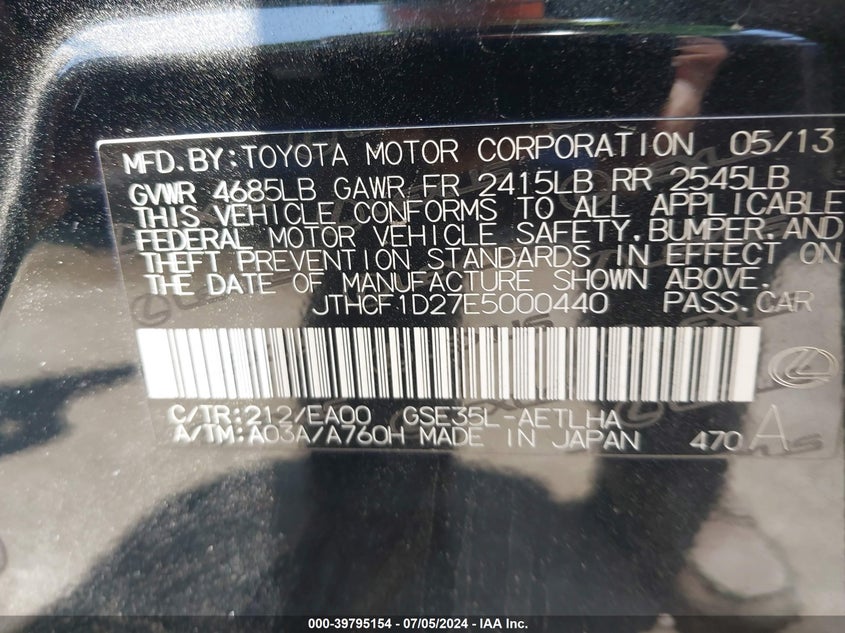 MFD.BY:TOYOTA MOTOR CORPORATION 05/13
GVWR 4685LB GAWR FR 2415LB RR 2545LB
THIS VEHICLE CONFORMS TO ALL APPLICABLE
FEDERAL MOTOR VEHICLE SAFETY,BUMPER,AND
THEFT PREVENTION STANDARDS IN EFFECT ON
THE DATE OF MANUFACTURE SHOWN ABOVE.
JTHCF1D27E5000440 PASS.CAR
C/TR:212/EA00 GSE35L-AETLHA
A/TM:A03A/A760H MADE IN JAPAN 470 A
000-39795154 / 07/05/2024 - IAA Inc.